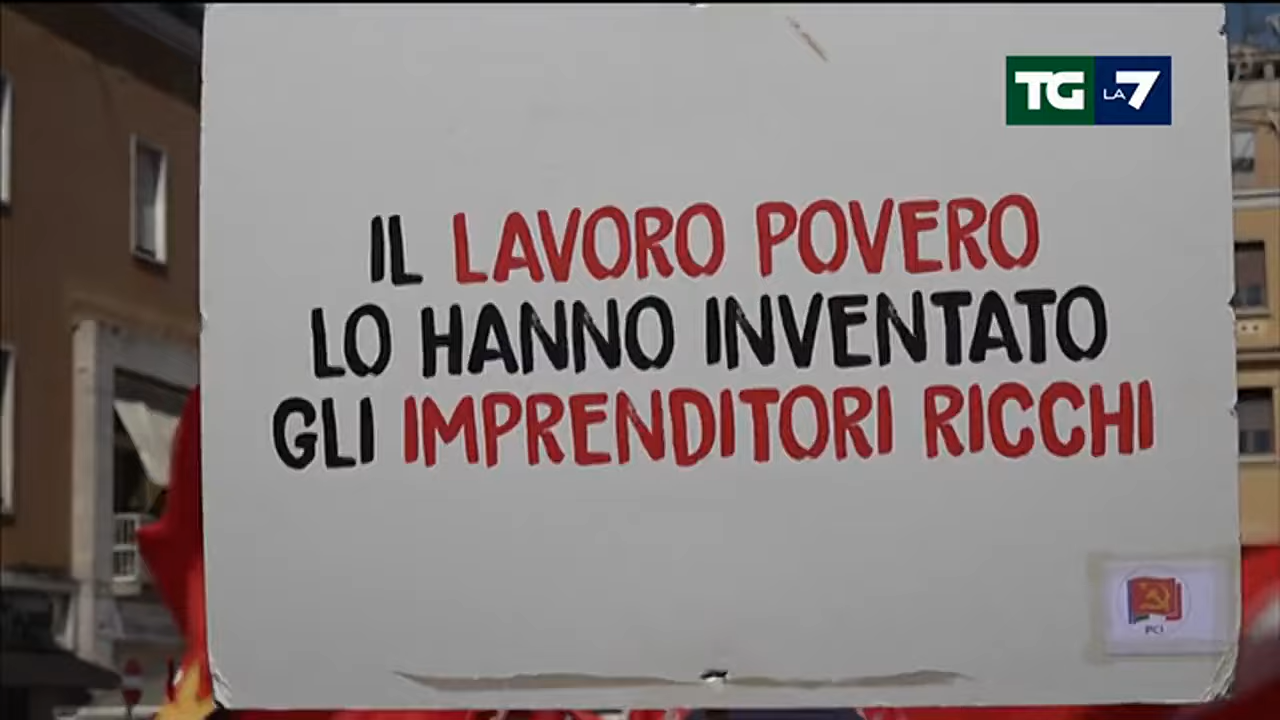 TG LA7
IL LAVORO POVERO
LO HANNO INVENTATO
GLI IMPRENDITORI RICCHI
PCI